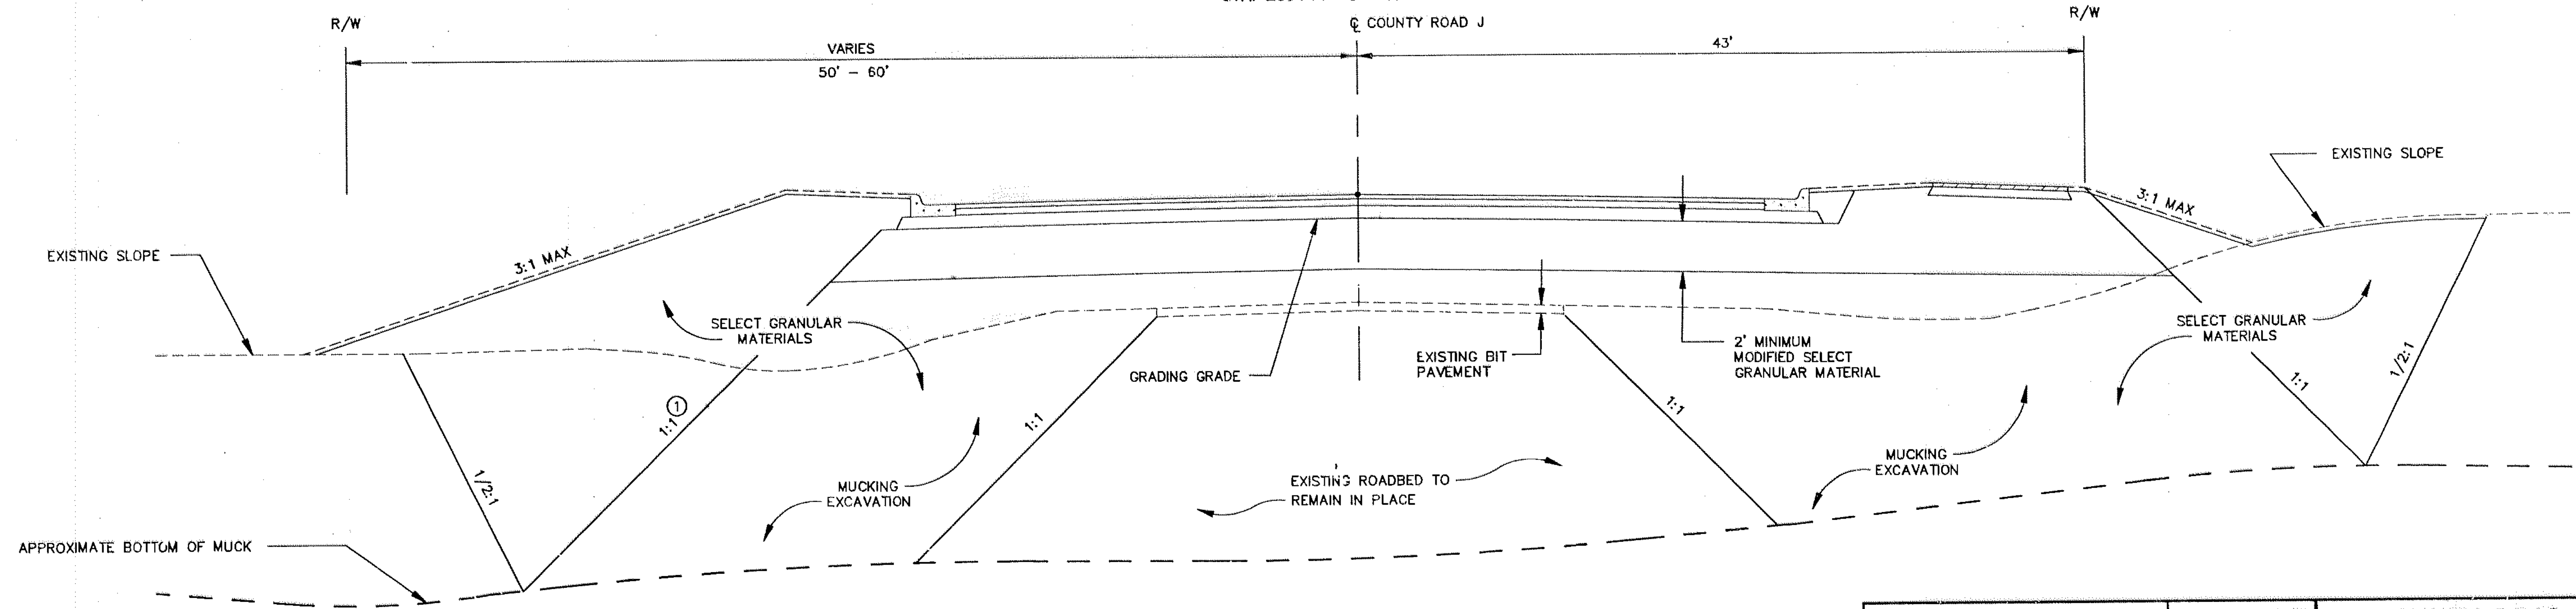 R/W
℄ COUNTY ROAD J
R/W
VARIES
50' - 60'
43'
EXISTING SLOPE
3:1 MAX
3:1 MAX
EXISTING SLOPE
SELECT GRANULAR
MATERIALS
GRADING GRADE
EXISTING BIT
PAVEMENT
2' MINIMUM
MODIFIED SELECT
GRANULAR MATERIAL
SELECT GRANULAR
MATERIALS
1/2:1
1:1 ①
1:1
1:1
1:1
1/2:1
MUCKING
EXCAVATION
EXISTING ROADBED TO
REMAIN IN PLACE
MUCKING
EXCAVATION
APPROXIMATE BOTTOM OF MUCK